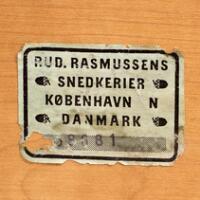 RUD. RASMUSSENS
SNEDKERIER
KØBENHAVN N
DANMARK